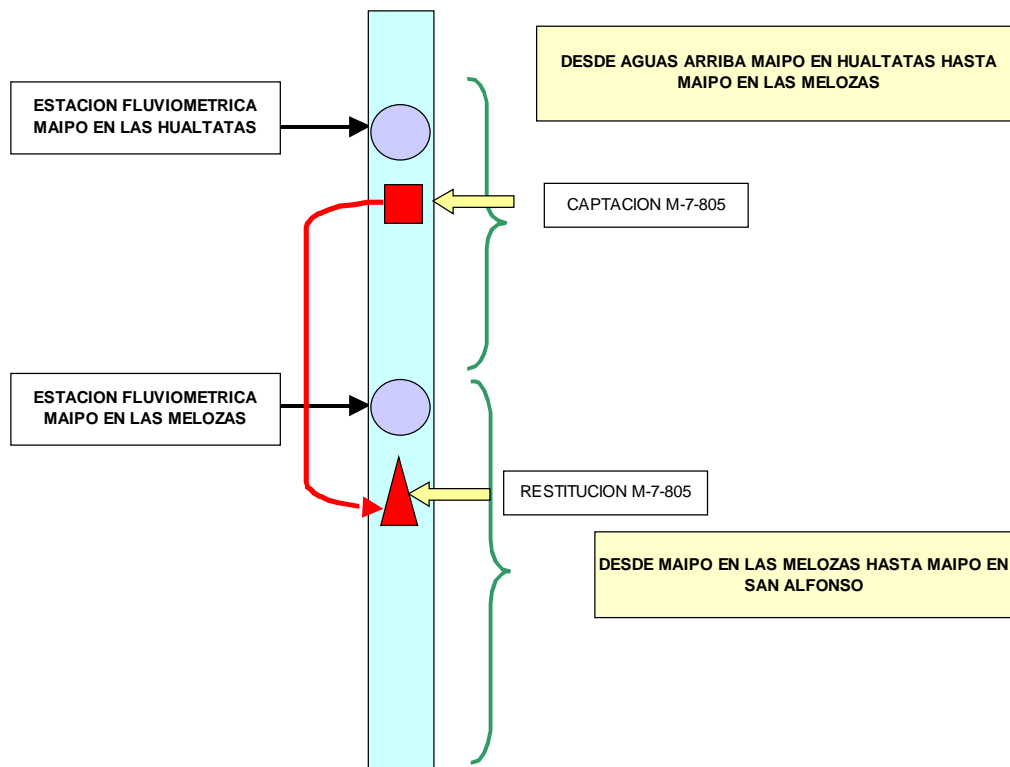 DESDE AGUAS ARRIBA MAIPO EN HUALTATAS HASTA
MAIPO EN LAS MELOZAS
ESTACION FLUVIOMETRICA
MAIPO EN LAS HUALTATAS
CAPTACION M-7-805
ESTACION FLUVIOMETRICA
MAIPO EN LAS MELOZAS
RESTITUCION M-7-805
DESDE MAIPO EN LAS MELOZAS HASTA MAIPO EN
SAN ALFONSO